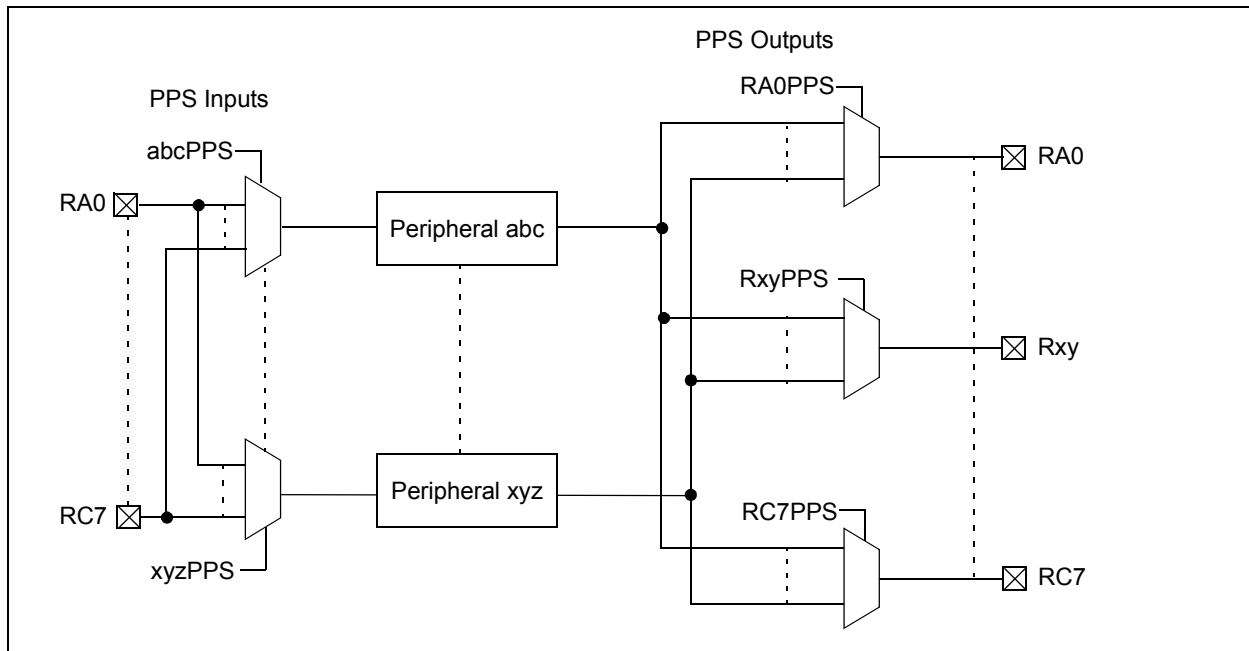 PPS Outputs
RA0PPS
PPS Inputs
abcPPS
RA0
RA0
Peripheral abc
RxyPPS
Rxy
Peripheral xyz
RC7PPS
RC7
xyzPPS
RC7